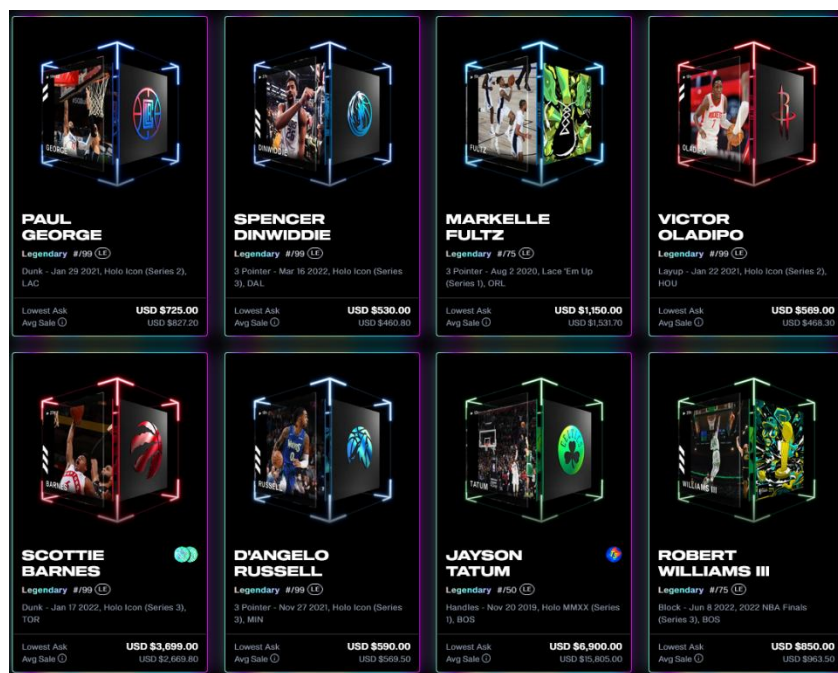 GEORGE
PAUL
GEORGE
Legendary #/99 LE
Dunk - Jan 29 2021, Holo Icon (Series 2),
LAC
Lowest Ask USD $725.00
Avg Sale USD $827.20
DINWIDDIE
SPENCER
DINWIDDIE
Legendary #/99 LE
3 Pointer - Mar 16 2022, Holo Icon (Series
3), DAL
Lowest Ask USD $530.00
Avg Sale USD $460.80
FULTZ
MARKELLE
FULTZ
Legendary #/75 LE
3 Pointer - Aug 2 2020, Lace 'Em Up
(Series 1), ORL
Lowest Ask USD $1,150.00
Avg Sale USD $1,531.70
OLADIPO
VICTOR
OLADIPO
Legendary #/99 LE
Layup - Jan 22 2021, Holo Icon (Series 2),
HOU
Lowest Ask USD $569.00
Avg Sale USD $468.30
BARNES
SCOTTIE
BARNES
Legendary #/99 LE
Dunk - Jan 17 2022, Holo Icon (Series 3),
TOR
Lowest Ask USD $3,699.00
Avg Sale USD $2,669.80
RUSSELL
D'ANGELO
RUSSELL
Legendary #/99 LE
3 Pointer - Nov 27 2021, Holo Icon (Series
3), MIN
Lowest Ask USD $590.00
Avg Sale USD $569.50
TATUM
JAYSON
TATUM
Legendary #/50 LE
Handles - Nov 20 2019, Holo MMXX (Series
1), BOS
Lowest Ask USD $6,900.00
Avg Sale USD $15,805.00
WILLIAMS III
ROBERT
WILLIAMS III
Legendary #/75 LE
Block - Jun 8 2022, 2022 NBA Finals
(Series 3), BOS
Lowest Ask USD $850.00
Avg Sale USD $963.50